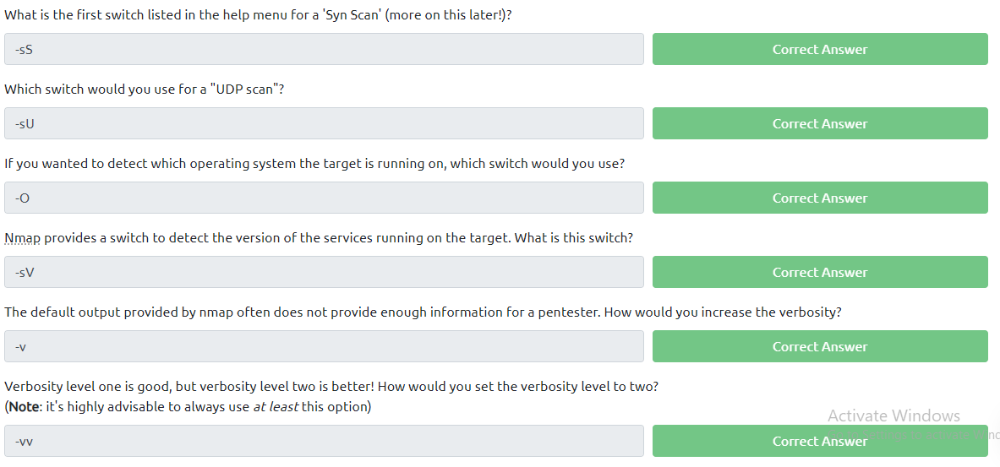 What is the first switch listed in the help menu for a 'Syn Scan' (more on this later!)?
-sS
Correct Answer
Which switch would you use for a "UDP scan"?
-sU
Correct Answer
If you wanted to detect which operating system the target is running on, which switch would you use?
-O
Correct Answer
Nmap provides a switch to detect the version of the services running on the target. What is this switch?
-sV
Correct Answer
The default output provided by nmap often does not provide enough information for a pentester. How would you increase the verbosity?
-v
Correct Answer
Verbosity level one is good, but verbosity level two is better! How would you set the verbosity level to two?
(Note: it's highly advisable to always use at least this option)
Activate Windows
-vv
Correct Answer